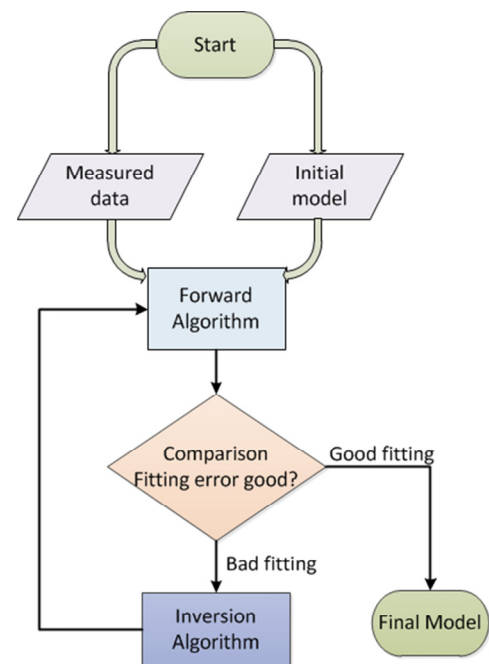 Start
Measured
data
Initial
model
Forward
Algorithm
Comparison
Fitting error good?
Good fitting
Bad fitting
Inversion
Algorithm
Final Model